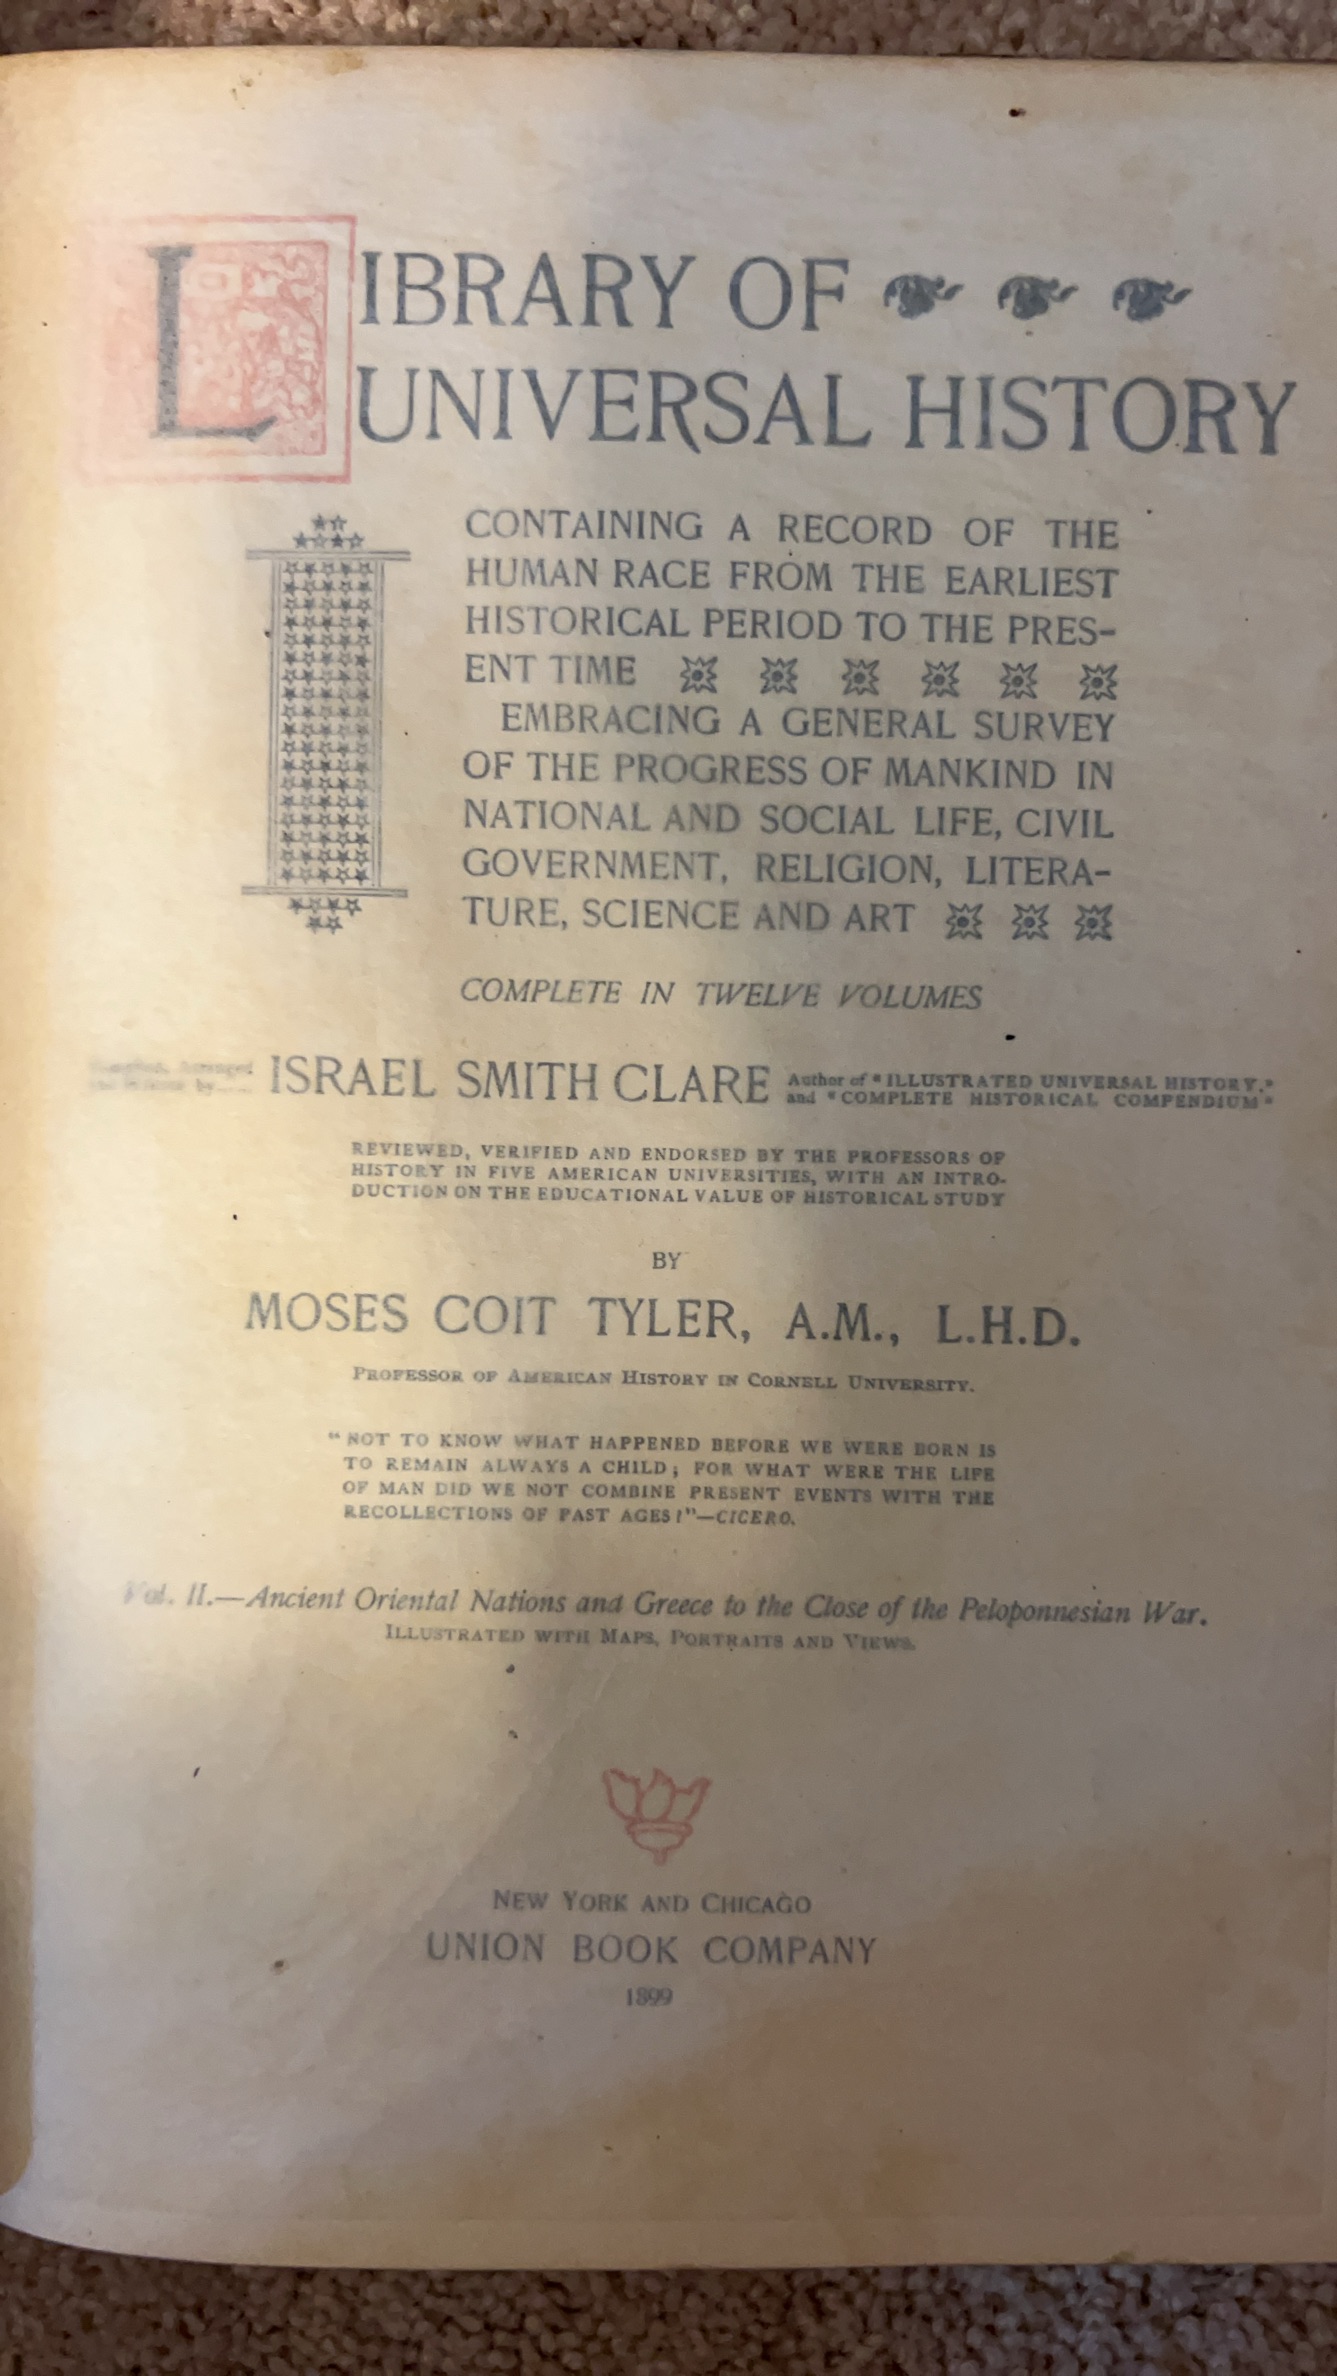 LIBRARY OF
UNIVERSAL HISTORY
CONTAINING A RECORD OF THE
HUMAN RACE FROM THE EARLIEST
HISTORICAL PERIOD TO THE PRES-
ENT TIME
EMBRACING A GENERAL SURVEY
OF THE PROGRESS OF MANKIND IN
NATIONAL AND SOCIAL LIFE, CIVIL
GOVERNMENT, RELIGION, LITERA-
TURE, SCIENCE AND ART
COMPLETE IN TWELVE VOLUMES
Arranged
by
ISRAEL SMITH CLARE
Author of "ILLUSTRATED UNIVERSAL HISTORY,"
and "COMPLETE HISTORICAL COMPENDIUM"
REVIEWED, VERIFIED AND ENDORSED BY THE PROFESSORS OF
HISTORY IN FIVE AMERICAN UNIVERSITIES, WITH AN INTRO-
DUCTION ON THE EDUCATIONAL VALUE OF HISTORICAL STUDY
BY
MOSES COIT TYLER, A.M., L.H.D.
PROFESSOR OF AMERICAN HISTORY IN CORNELL UNIVERSITY.
"NOT TO KNOW WHAT HAPPENED BEFORE WE WERE BORN IS
TO REMAIN ALWAYS A CHILD; FOR WHAT WERE THE LIFE
OF MAN DID WE NOT COMBINE PRESENT EVENTS WITH THE
RECOLLECTIONS OF PAST AGES?"—CICERO.
Vol. II.—Ancient Oriental Nations and Greece to the Close of the Peloponnesian War.
ILLUSTRATED WITH MAPS, PORTRAITS AND VIEWS.
NEW YORK AND CHICAGO
UNION BOOK COMPANY
1899